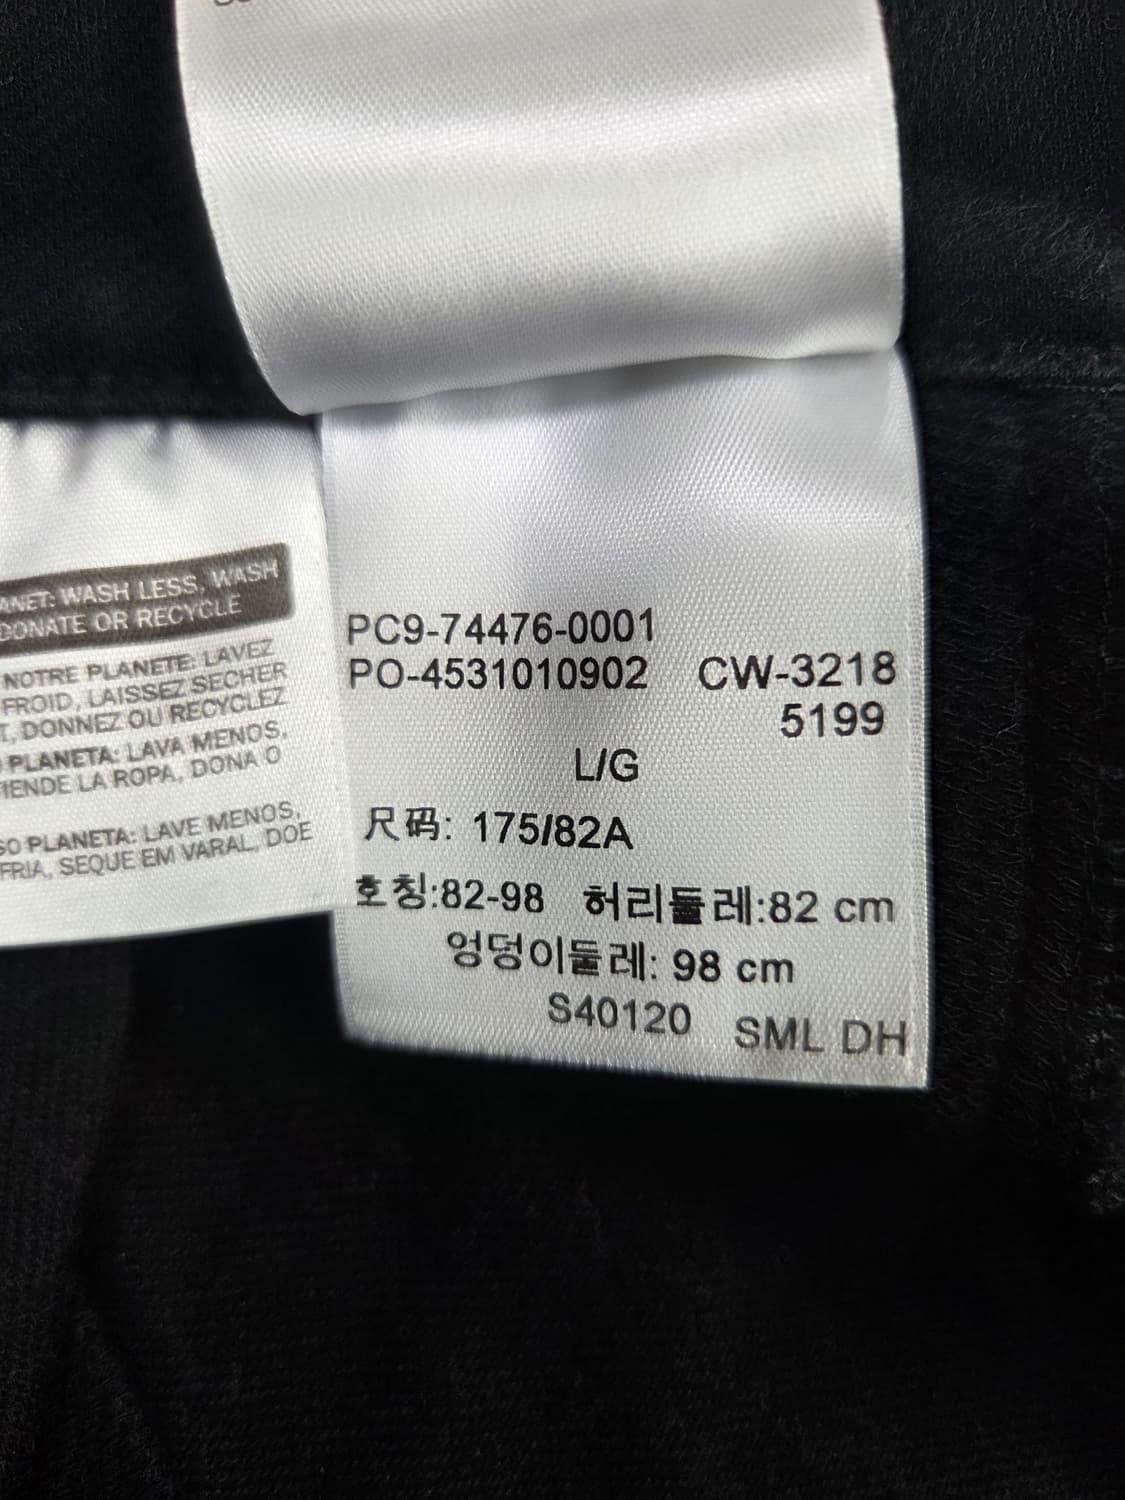 ANET: WASH LESS, WASH
DONATE OR RECYCLE
NOTRE PLANETE: LAVEZ
FROID, LAISSEZ SECHER
T, DONNEZ OU RECYCLEZ
PLANETA: LAVA MENOS,
TIENDE LA ROPA, DONA O
SO PLANETA: LAVE MENOS,
FRIA, SEQUE EM VARAL, DOE
PC9-74476-0001
PO-4531010902 CW-3218
5199
L/G
尺码: 175/82A
호칭:82-98 허리둘레:82 cm
엉덩이둘레: 98 cm
S40120 SML DH